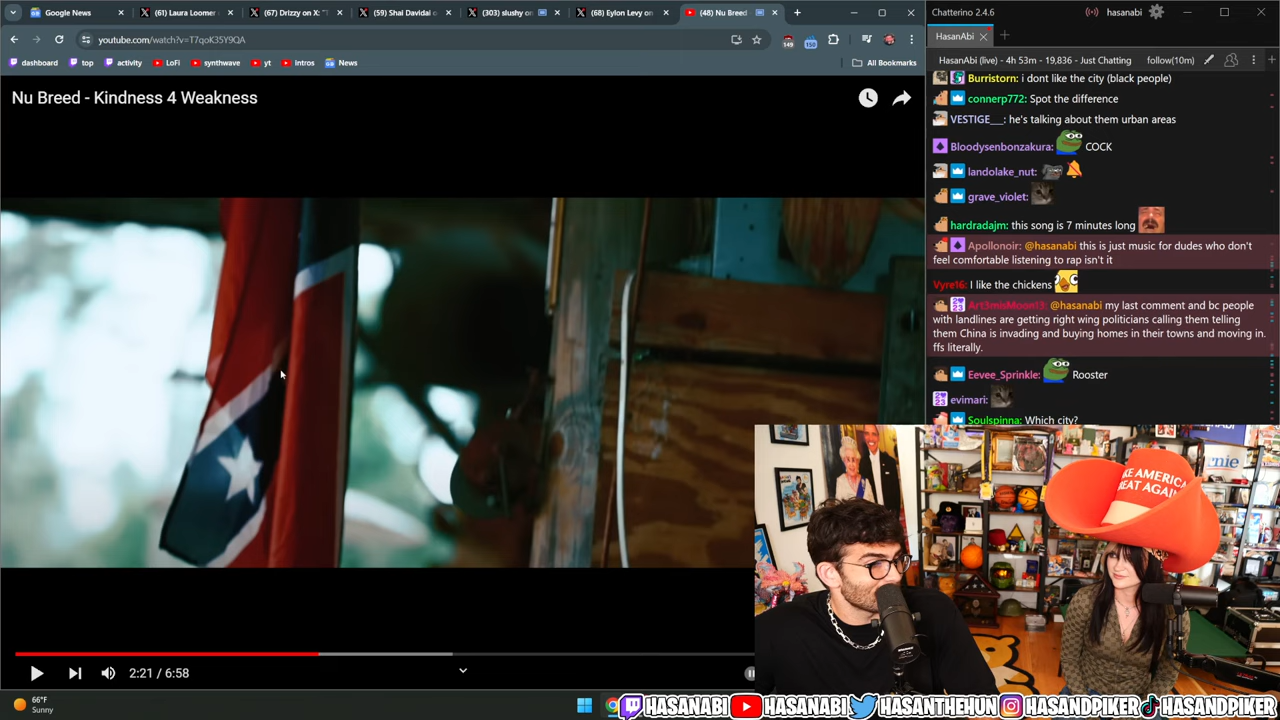 Google News
(61) Laura Loomer
(67) Drizzy on X: "
(59) Shai Davidai
(303) slushy on
(68) Eylon Levy on
(48) Nu Breed
youtube.com/watch?v=T7qoK35Y9QA
149
150
dashboard
top
activity
LoFi
synthwave
yt
intros
News
All Bookmarks
Nu Breed - Kindness 4 Weakness
2:21 / 6:58
66°F
Sunny
Chatterino 2.4.6
hasanabi
HasanAbi
HasanAbi (live) - 4h 53m - 19,836 - Just Chatting
follow(10m)
Burristorn: i dont like the city (black people)
connerp772: Spot the difference
VESTIGE___: he's talking about them urban areas
Bloodysenbonzakura: COCK
landolake_nut:
grave_violet:
hardradajm: this song is 7 minutes long
Apollonoir: @hasanabi this is just music for dudes who don't
feel comfortable listening to rap isn't it
Vyre16: I like the chickens
Art3misMoon13: @hasanabi my last comment and bc people
with landlines are getting right wing politicians calling them telling
them China is invading and buying homes in their towns and moving in.
ffs literally.
Eevee_Sprinkle: Rooster
evimari:
Soulspinna: Which city?
HASANABI
HASANABI
HASANTHEHUN
HASANDPIKER
HASANDPIKER